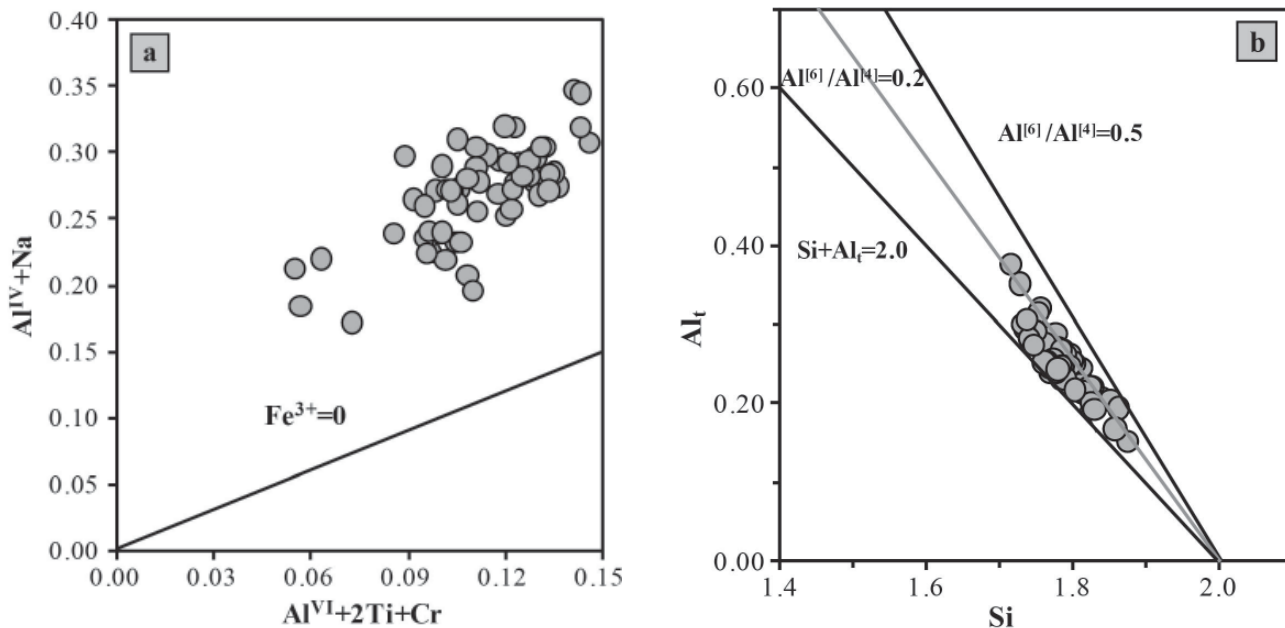 a
0.40
0.35
0.30
0.25
0.20
0.15
0.10
0.05
0.00
Al^IV+Na
Fe³⁺=0
0.00 0.03 0.06 0.09 0.12 0.15
Al^VI+2Ti+Cr
b
Al^[6]/Al^[4]=0.2
Al^[6]/Al^[4]=0.5
Si+Al_t=2.0
0.60
0.40
0.20
0.00
Al_t
1.4 1.6 1.8 2.0
Si